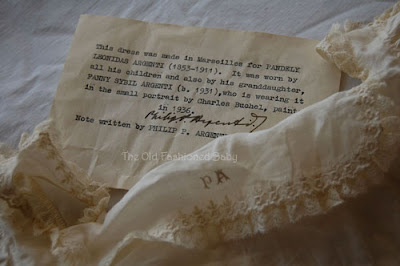 This dress was made in Marseilles for PANDELY
LEONIDAS ARGENTI (1853-1911). It was worn by
all his children and also by his granddaughter,
FANNY SYBIL ARGENTI (b. 1931),who is wearing it
in the small portrait by Charles Buchel, paint
in 1936.
Philip P. Argenti
Note written by PHILIP P. ARGENT
The Old Fashioned Baby
PA